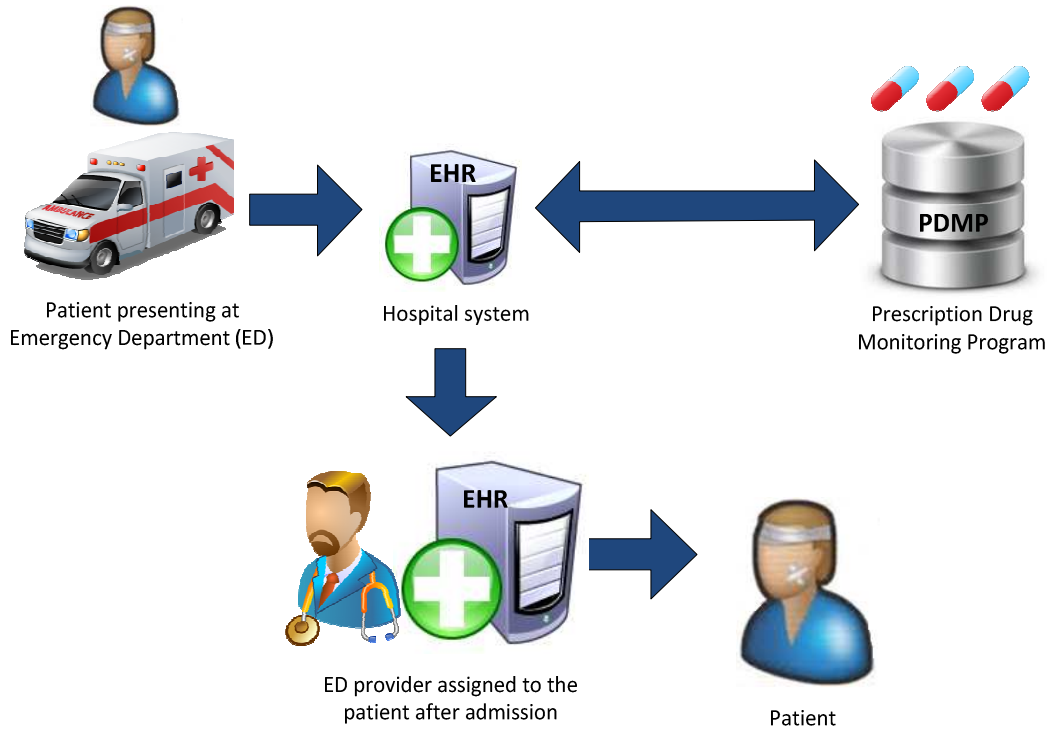 EHR
PDMP
AMBULANCE
Patient presenting at
Emergency Department (ED)
Hospital system
Prescription Drug
Monitoring Program
EHR
ED provider assigned to the
patient after admission
Patient